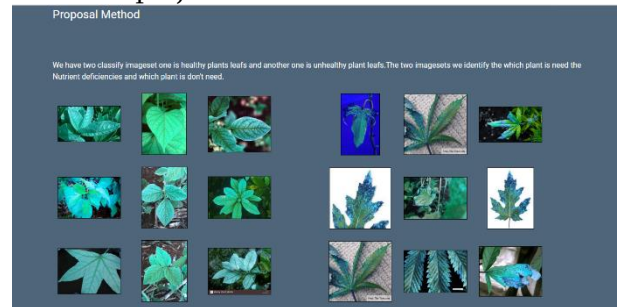 Proposal Method
We have two classify imageset one is healthy plants leafs and another one is unhealthy plant leafs.The two imagesets we identify the which plant is need the
Nutrient deficiencies and which plant is don't need.